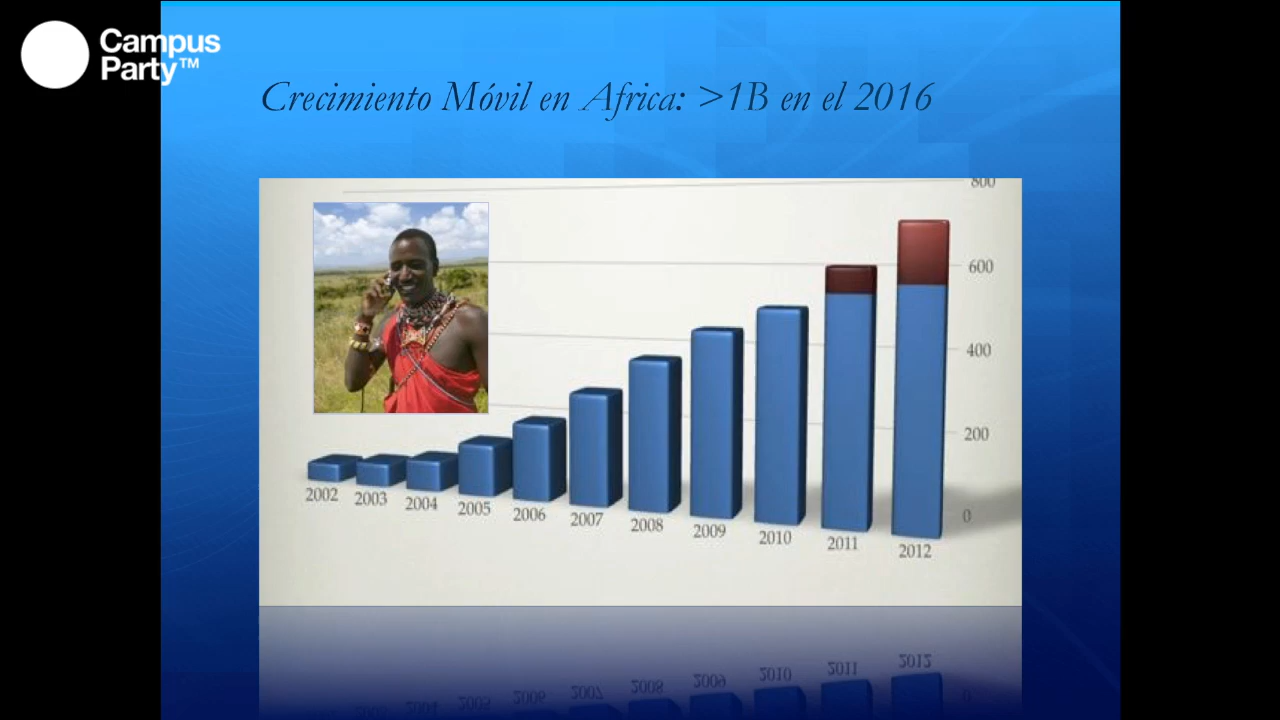 Campus
Party™
Crecimiento Móvil en Africa: >1B en el 2016
800
600
400
200
0
2002 2003 2004 2005 2006 2007 2008 2009 2010 2011 2012